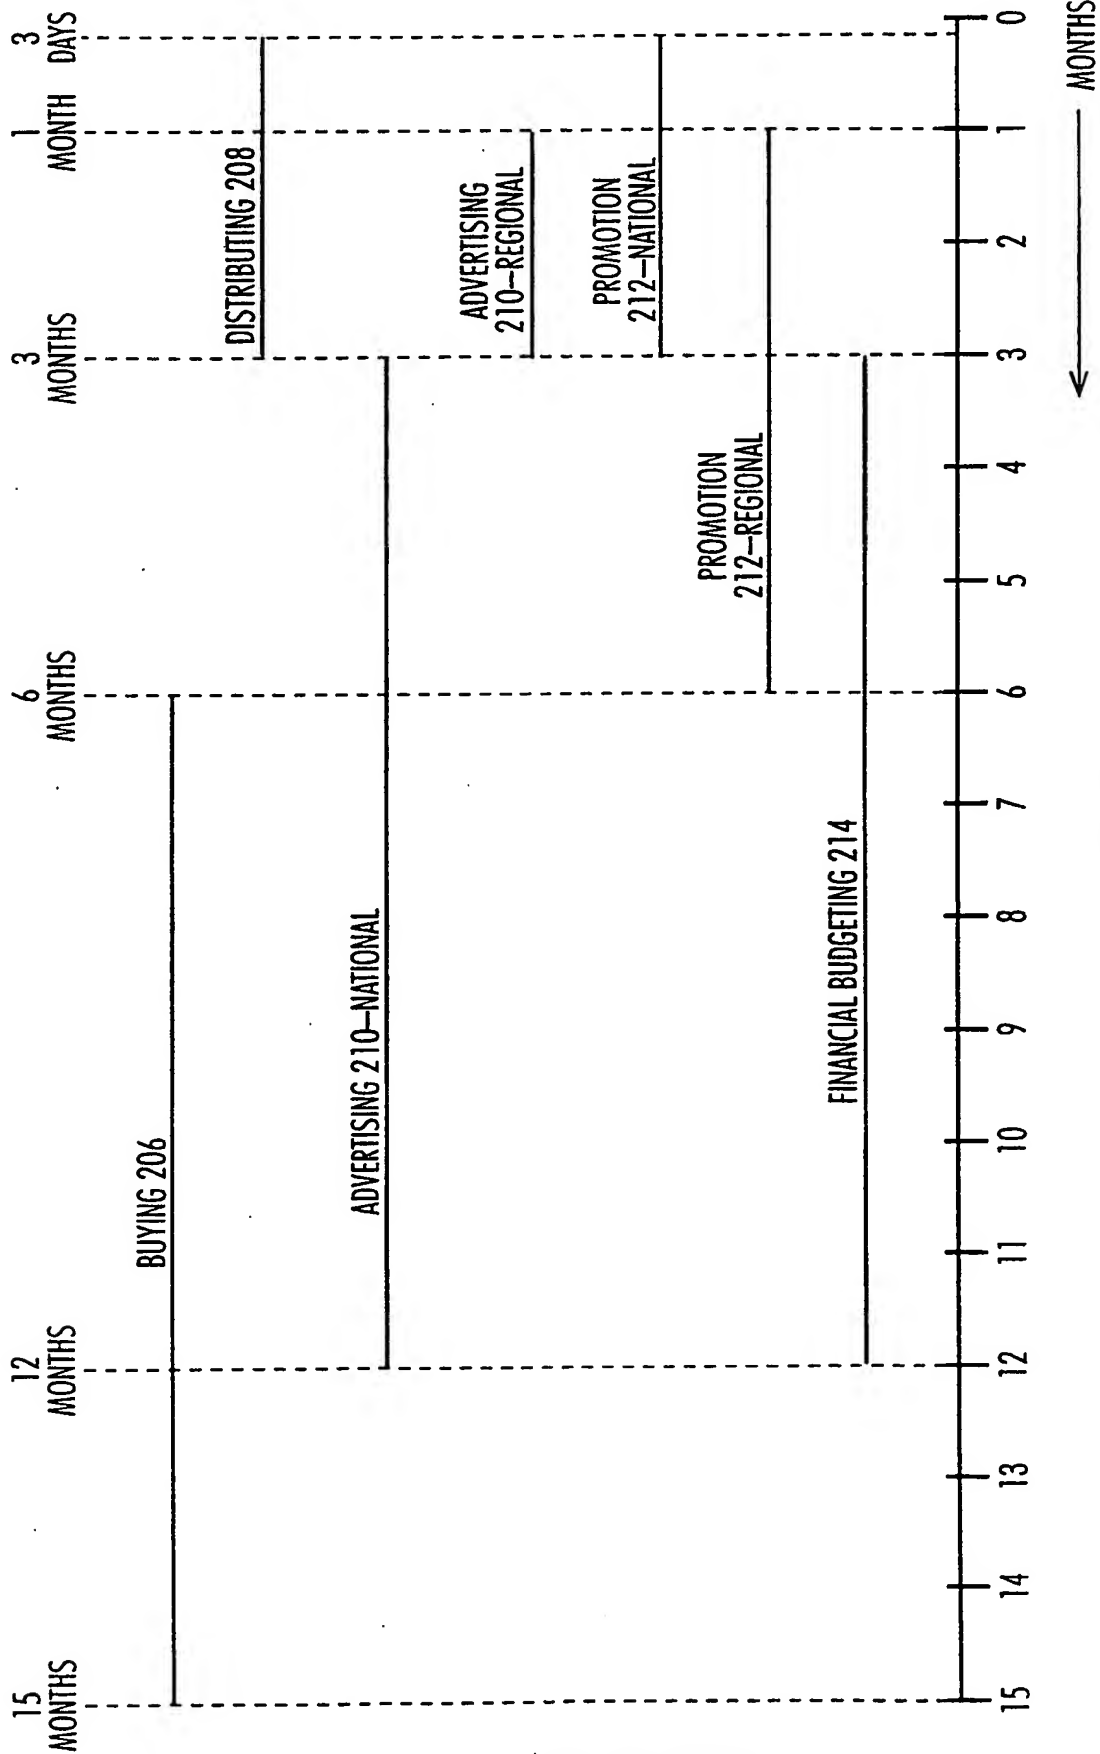 15
MONTHS
12
MONTHS
6
MONTHS
3
MONTHS
1
MONTH
3
DAYS
BUYING 206
DISTRIBUTING 208
ADVERTISING 210—NATIONAL
ADVERTISING
210—REGIONAL
PROMOTION
212—NATIONAL
PROMOTION
212—REGIONAL
FINANCIAL BUDGETING 214
15 14 13 12 11 10 9 8 7 6 5 4 3 2 1 0
MONTHS